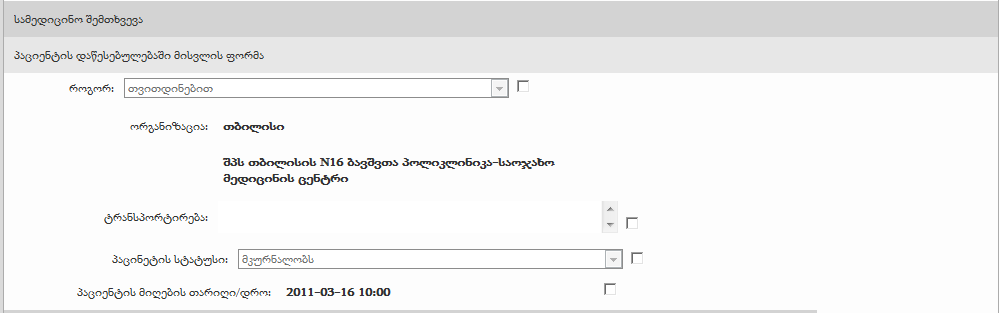 სამედიცინო შემთხვევა
პაციენტის დაწესებულებაში მისვლის ფორმა
როგორ: თვითდინებით
ორგანიზაცია: თბილისი
შპს თბილისის N16 ბავშვთა პოლიკლინიკა-საოჯახო
მედიცინის ცენტრი
ტრანსპორტირება:
პაცინეტის სტატუსი: მკურნალობს
პაციენტის მიღების თარიღი/დრო: 2011-03-16 10:00